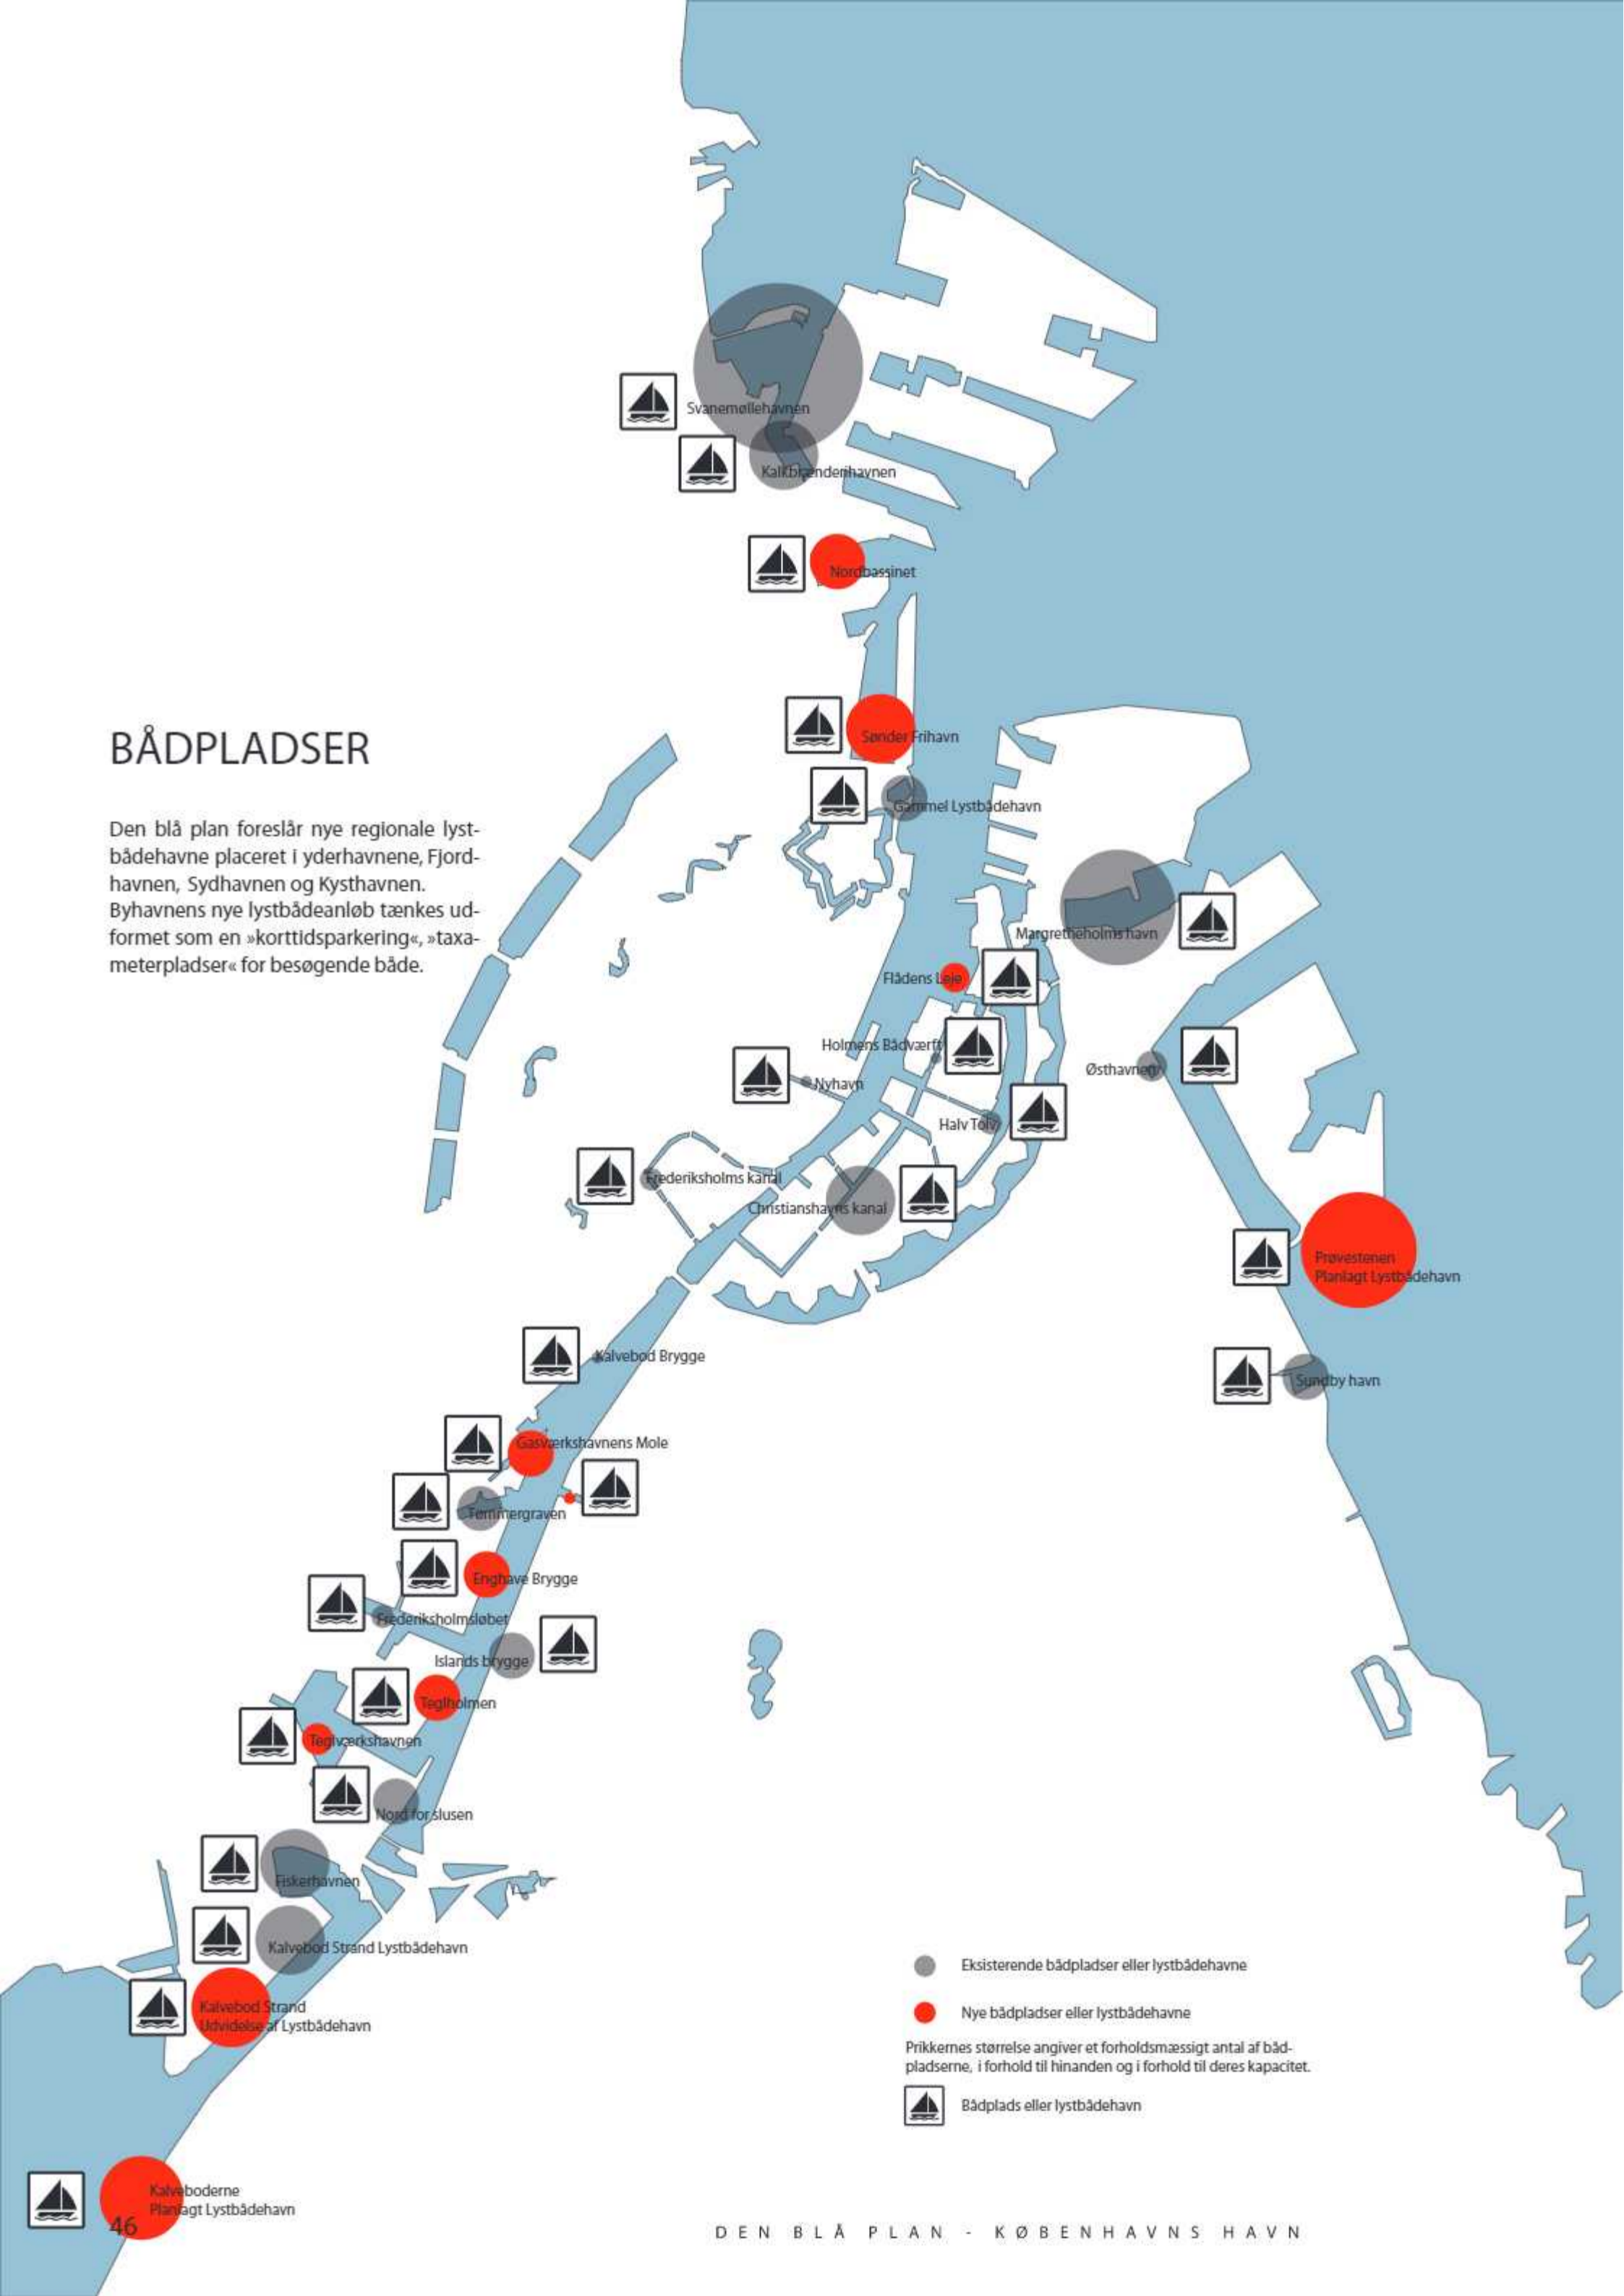 Svanemøllehavnen
Kalkbrænderihavnen
Nordbassinet
BÅDPLADSER
Den blå plan foreslår nye regionale lyst-
bådehavne placeret i yderhavnene, Fjord-
havnen, Sydhavnen og Kysthavnen.
Byhavnens nye lystbådeanløb tænkes ud-
formet som en »korttidsparkering«, »taxa-
meterpladser« for besøgende både.
Sønder Frihavn
Gammel Lystbådehavn
Margretheholms havn
Flådens Leje
Holmens Bådværft
Østhavnen
Nyhavn
Halv Tolv
Frederiksholms kanal
Christianshavns kanal
Prøvestenen
Planlagt Lystbådehavn
Kalvebod Brygge
Sundby havn
Gasværkshavnens Mole
Tømmergraven
Enghave Brygge
Frederiksholmsløbet
Islands brygge
Teglholmen
Teglværkshavnen
Nord for slusen
Fiskerhavnen
Kalvebod Strand Lystbådehavn
Kalvebod Strand
Udvidelse af Lystbådehavn
Eksisterende bådpladser eller lystbådehavne
Nye bådpladser eller lystbådehavne
Prikkernes størrelse angiver et forholdsmæssigt antal af båd-
pladserne, i forhold til hinanden og i forhold til deres kapacitet.
Bådplads eller lystbådehavn
Kalveboderne
Planlagt Lystbådehavn
46
DEN BLÅ PLAN - KØBENHAVNS HAVN